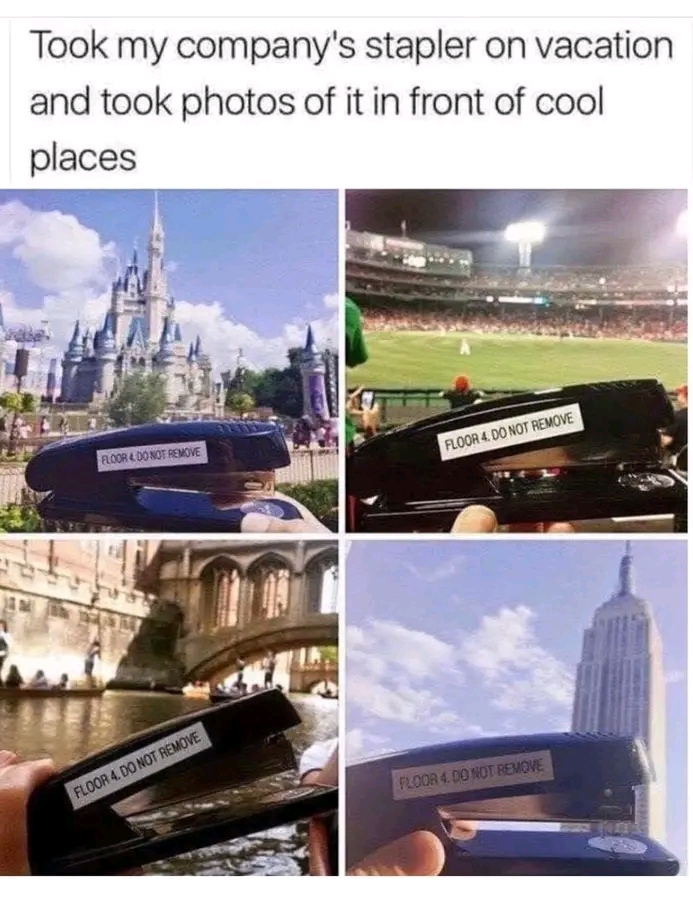 Took my company's stapler on vacation
and took photos of it in front of cool
places
FLOOR 4. DO NOT REMOVE
FLOOR 4. DO NOT REMOVE
FLOOR 4. DO NOT REMOVE
FLOOR 4. DO NOT REMOVE